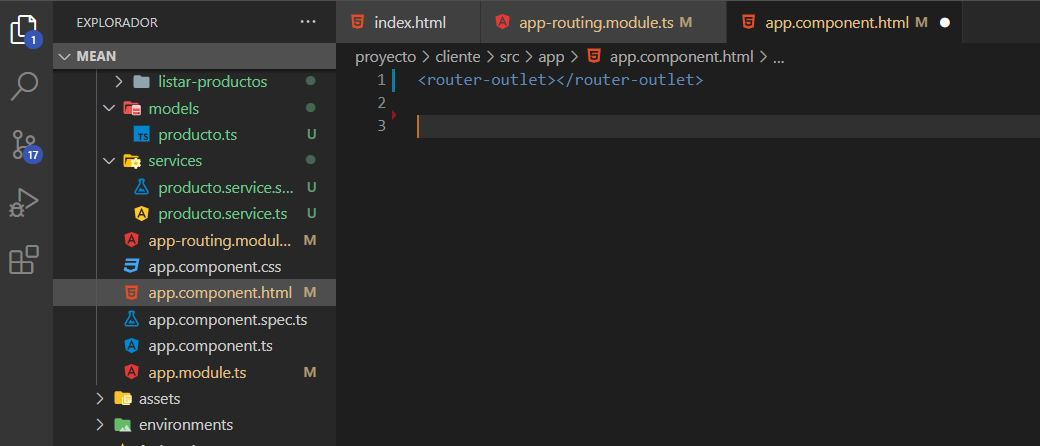 EXPLORADOR ...
MEAN
listar-productos
models
producto.ts U
services
producto.service.s... U
producto.service.ts U
app-routing.modul... M
app.component.css
app.component.html M
app.component.spec.ts
app.component.ts
app.module.ts M
assets
environments
1
17
index.html
app-routing.module.ts M
app.component.html M
proyecto > cliente > src > app > app.component.html > ...
1 <router-outlet></router-outlet>
2
3